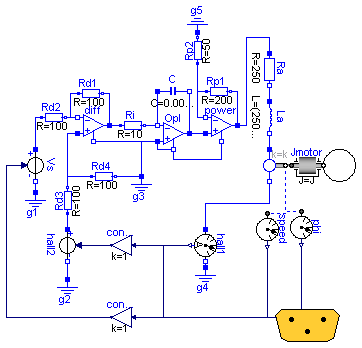 g5
Rp2
R=50
Ra
R=250
Rd1
R=100
diff
C
C=0.00...
Rp1
R=200
power
Rd2
R=100
Ri
R=10
OpI
La
L=(250...
Vs
g1
Rd4
R=100
g3
k=k
Jmotor
J=J
Rd3
R=100
hall2
g2
con...
k=1
hall1
g4
speed
phi
con...
k=1